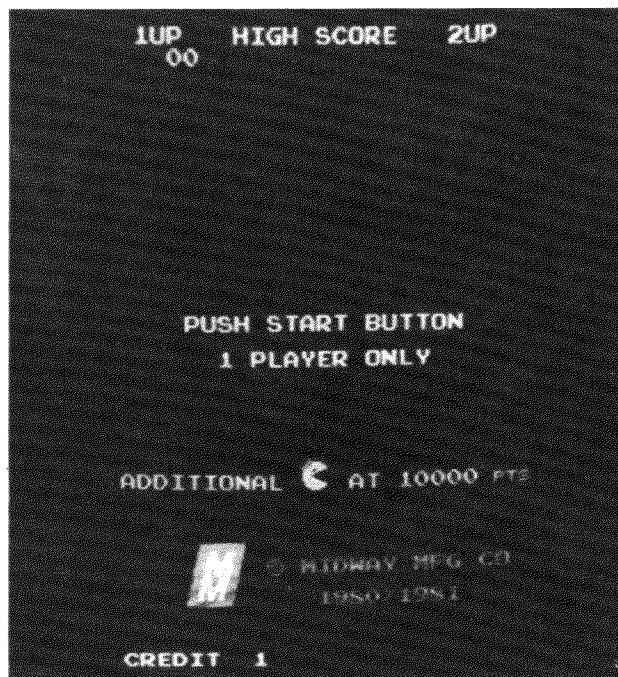 1UP HIGH SCORE 2UP
00
PUSH START BUTTON
1 PLAYER ONLY
ADDITIONAL AT 10000 PTS
M © MIDWAY MFG CO
1980/1981
CREDIT 1